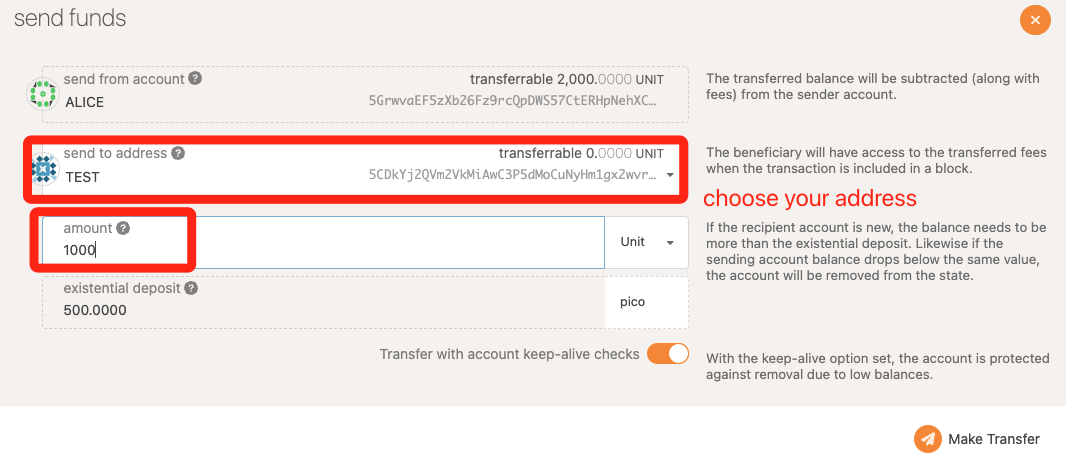 send funds
send from account ?
transferrable 2,000.0000 UNIT
ALICE
5GrwvaEF5zXb26Fz9rcQpDWS57CtERHpNehXC...
The transferred balance will be subtracted (along with
fees) from the sender account.
send to address ?
transferrable 0.0000 UNIT
TEST
5CDkYj2QVm2VkMiAwC3P5dMoCuNyHm1gx2wvr...
The beneficiary will have access to the transferred fees
when the transaction is included in a block.
choose your address
amount ?
1000
Unit
If the recipient account is new, the balance needs to be
more than the existential deposit. Likewise if the
sending account balance drops below the same value,
the account will be removed from the state.
existential deposit ?
500.0000
pico
Transfer with account keep-alive checks
With the keep-alive option set, the account is protected
against removal due to low balances.
Make Transfer